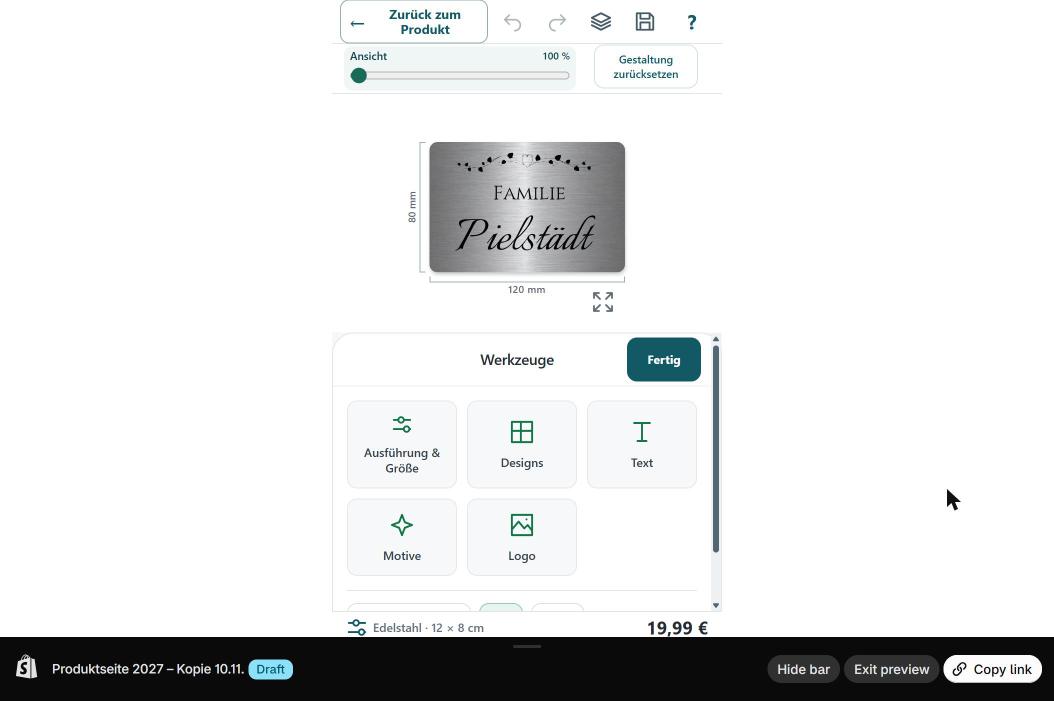 ← Zurück zum
Produkt
?
Ansicht
100 %
Gestaltung
zurücksetzen
80 mm
Familie
Pielstädt
120 mm
Werkzeuge
Fertig
Ausführung &
Größe
Designs
Text
Motive
Logo
Edelstahl · 12 × 8 cm
19,99 €
Produktseite 2027 – Kopie 10.11.
Draft
Hide bar
Exit preview
Copy link